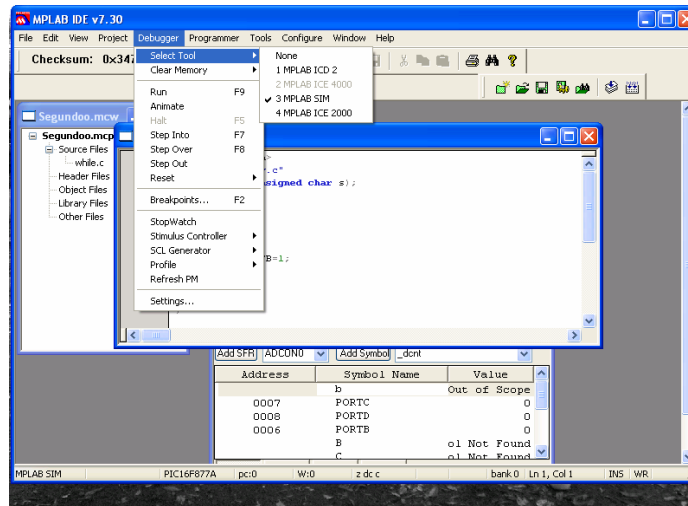 MPLAB IDE v7.30
File Edit View Project Debugger Programmer Tools Configure Window Help
Checksum: 0x347
Select Tool
Clear Memory
Run F9
Animate
Halt F5
Step Into F7
Step Over F8
Step Out
Reset
Breakpoints... F2
StopWatch
Stimulus Controller
SCL Generator
Profile
Refresh PM
Settings...
None
1 MPLAB ICD 2
2 MPLAB ICE 4000
3 MPLAB SIM
4 MPLAB ICE 2000
Segundoo.mcw
Segundoo.mcp
Source Files
while.c
Header Files
Object Files
Library Files
Other Files
>
.c"
signed char s);
B=1;
Add SFR ADCON0 Add Symbol _dcnt
Address Symbol Name Value
b Out of Scope
0007 PORTC 0
0008 PORTD 0
0006 PORTB 0
B ol Not Found
C ol Not Found
MPLAB SIM PIC16F877A pc:0 W:0 z dc c bank 0 Ln 1, Col 1 INS WR